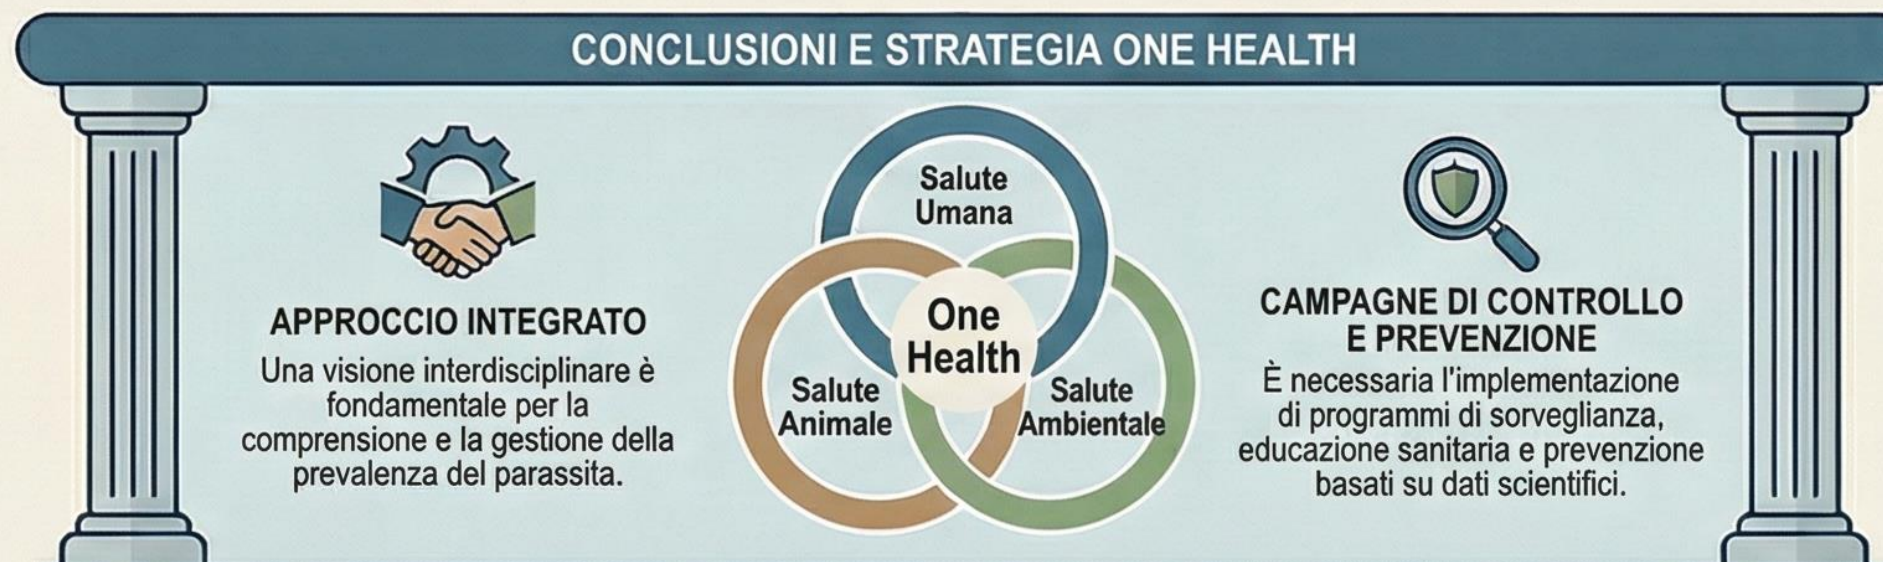 CONCLUSIONI E STRATEGIA ONE HEALTH
APPROCCIO INTEGRATO
Una visione interdisciplinare è
fondamentale per la
comprensione e la gestione della
prevalenza del parassita.
Salute
Umana
One
Health
Salute
Animale
Salute
Ambientale
CAMPAGNE DI CONTROLLO
E PREVENZIONE
È necessaria l'implementazione
di programmi di sorveglianza,
educazione sanitaria e prevenzione
basati su dati scientifici.